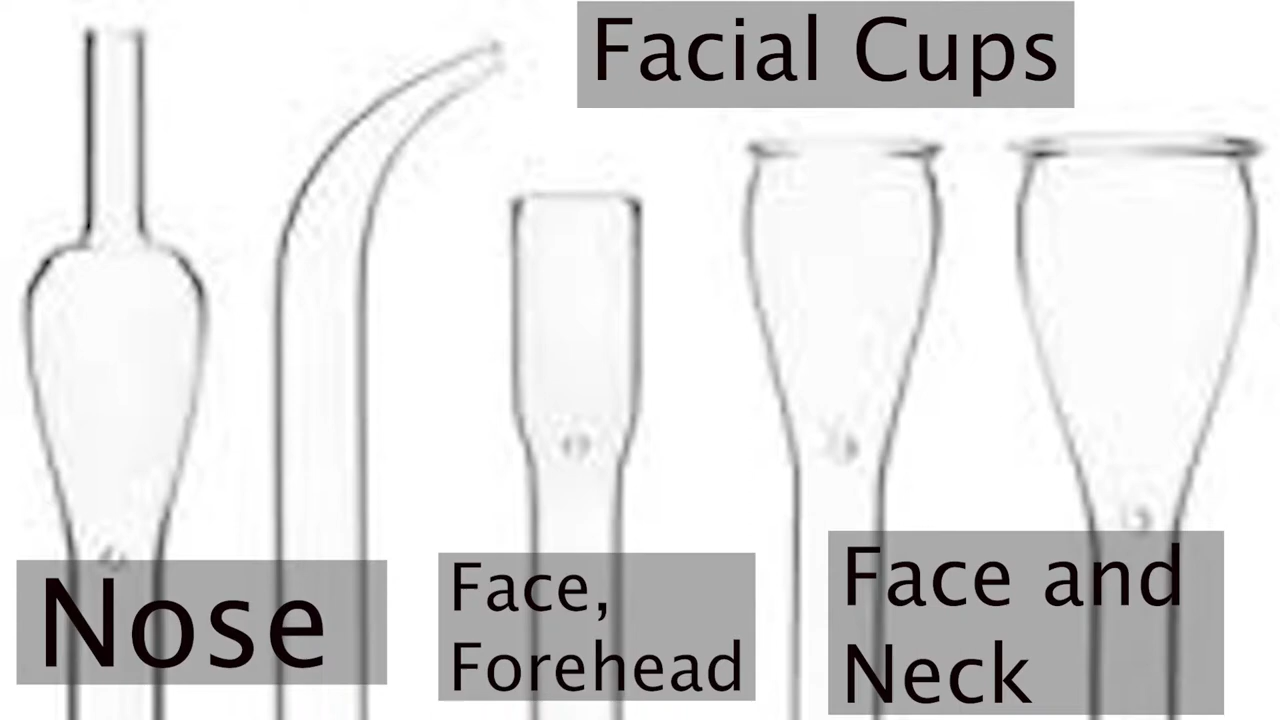 Facial Cups
Nose
Face,
Forehead
Face and
Neck